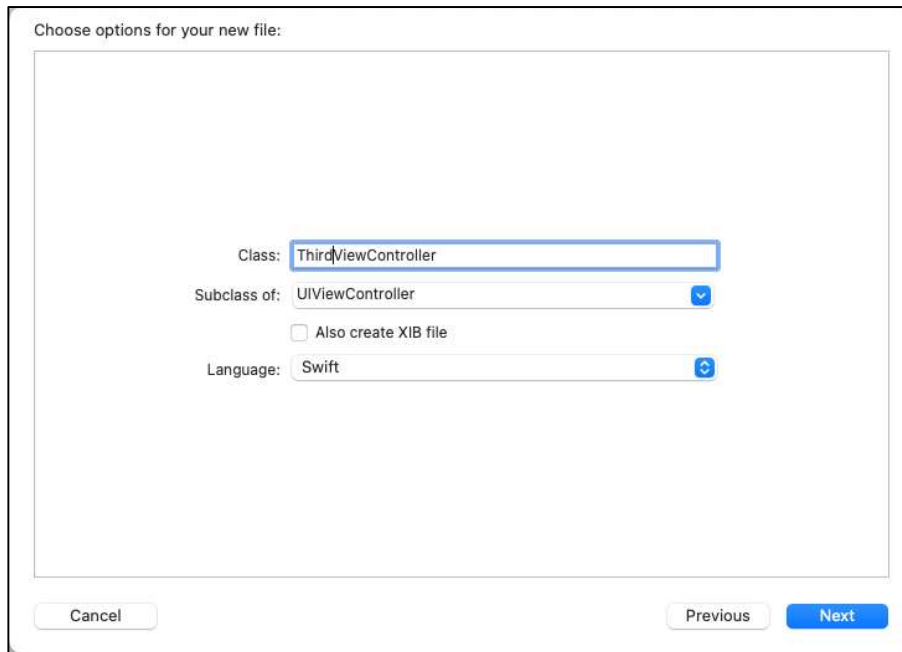 Choose options for your new file:
Class: ThirdViewController
Subclass of: UIViewController
Also create XIB file
Language: Swift
Cancel Previous Next